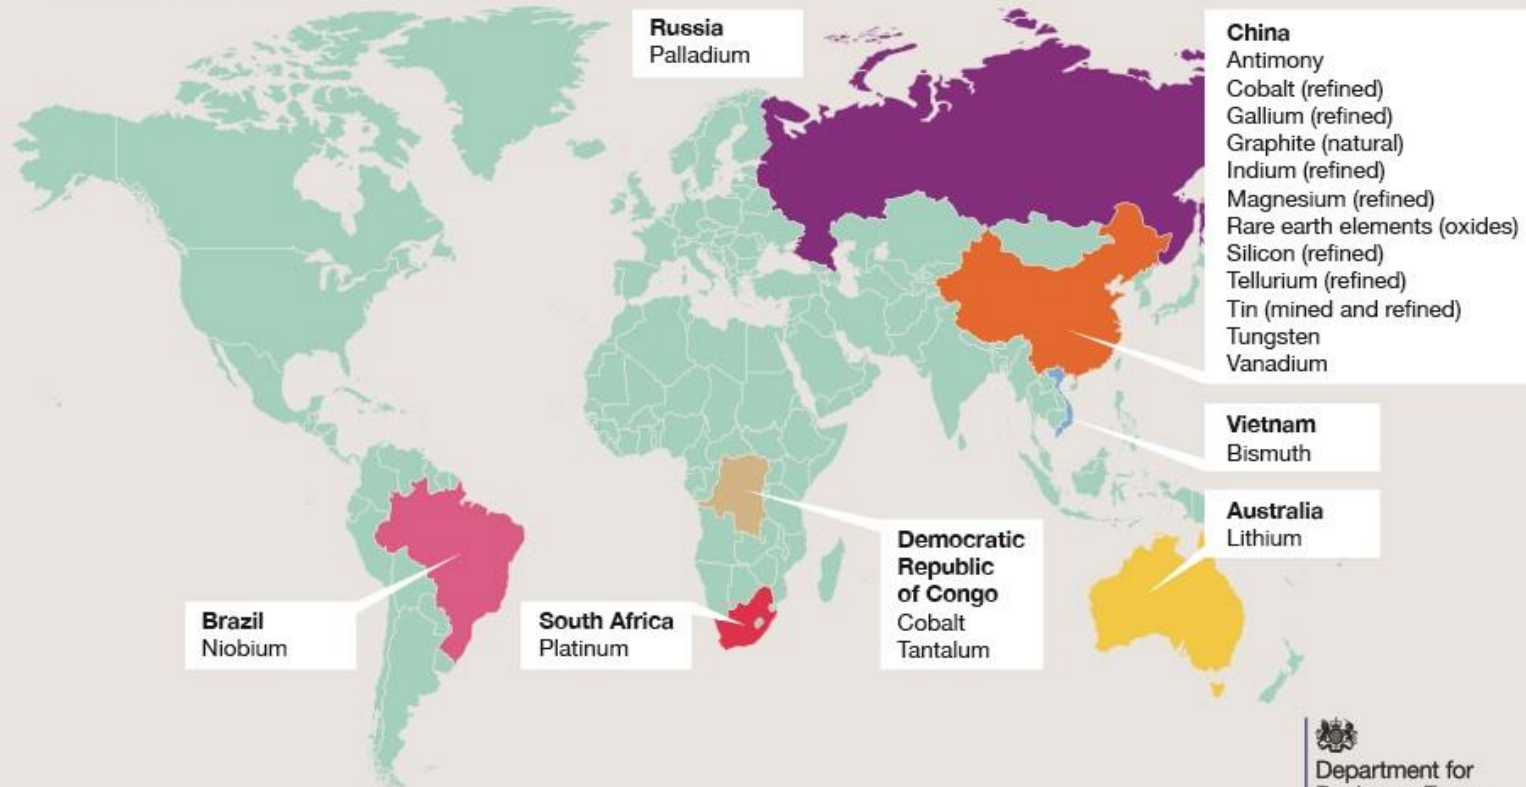 Russia
Palladium
China
Antimony
Cobalt (refined)
Gallium (refined)
Graphite (natural)
Indium (refined)
Magnesium (refined)
Rare earth elements (oxides)
Silicon (refined)
Tellurium (refined)
Tin (mined and refined)
Tungsten
Vanadium
Vietnam
Bismuth
Australia
Lithium
Democratic
Republic
of Congo
Cobalt
Tantalum
Brazil
Niobium
South Africa
Platinum
Department for